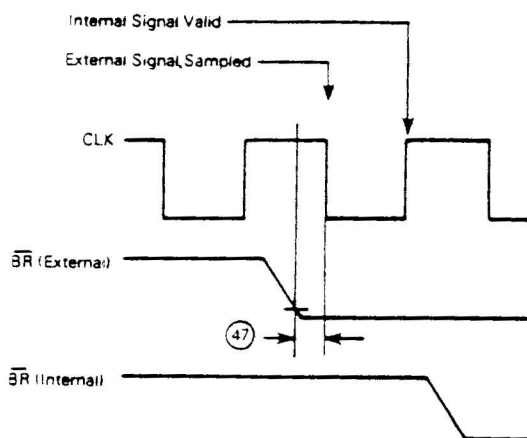 Internal Signal Valid
External Signal Sampled
CLK
BR (External)
47
BR (Internal)